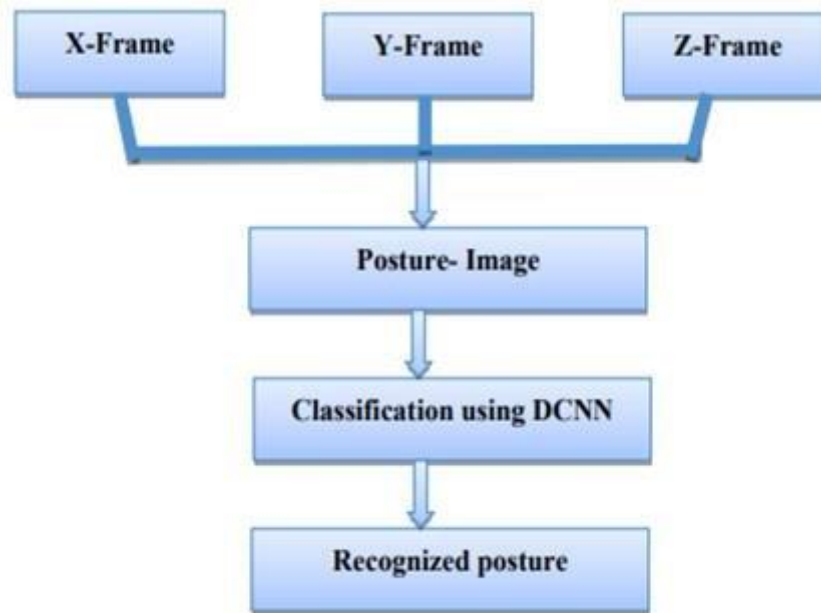 X-Frame
Y-Frame
Z-Frame
Posture- Image
Classification using DCNN
Recognized posture